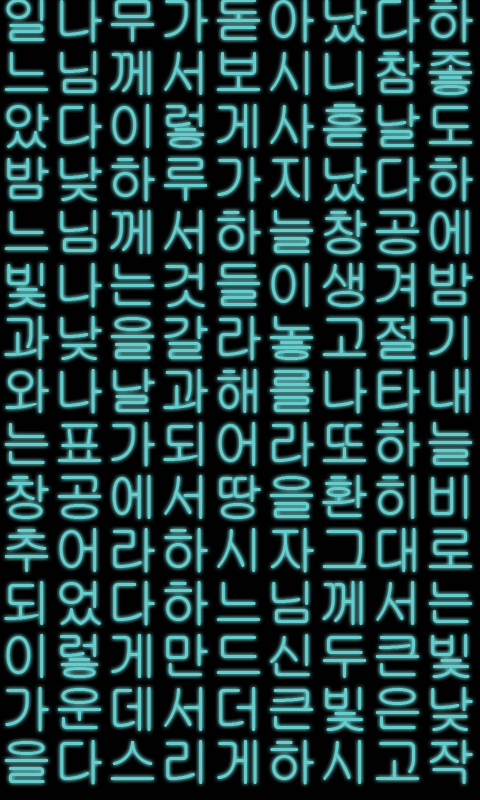 일나무가돋아났다하
느님께서보시니참좋
았다이렇게사흗날도
밤낮하루가지났다하
느님께서하늘창공에
빛나는것들이생겨밤
과낮을갈라놓고절기
와나날과해를나타내
는표가되어라또하늘
창공에서땅을환히비
추어라하시자그대로
되었다하느님께서는
이렇게만드신두큰빛
가운데서더큰빛은낮
을다스리게하시고작